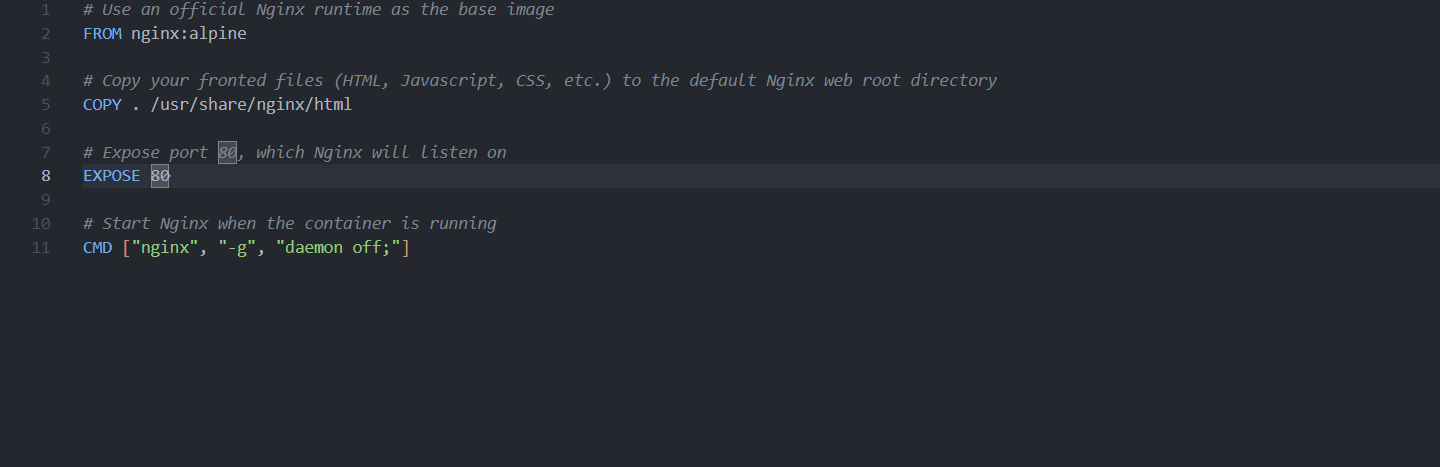 1 # Use an official Nginx runtime as the base image
2 FROM nginx:alpine
3
4 # Copy your fronted files (HTML, Javascript, CSS, etc.) to the default Nginx web root directory
5 COPY . /usr/share/nginx/html
6
7 # Expose port 80, which Nginx will listen on
8 EXPOSE 80
9
10 # Start Nginx when the container is running
11 CMD ["nginx", "-g", "daemon off;"]